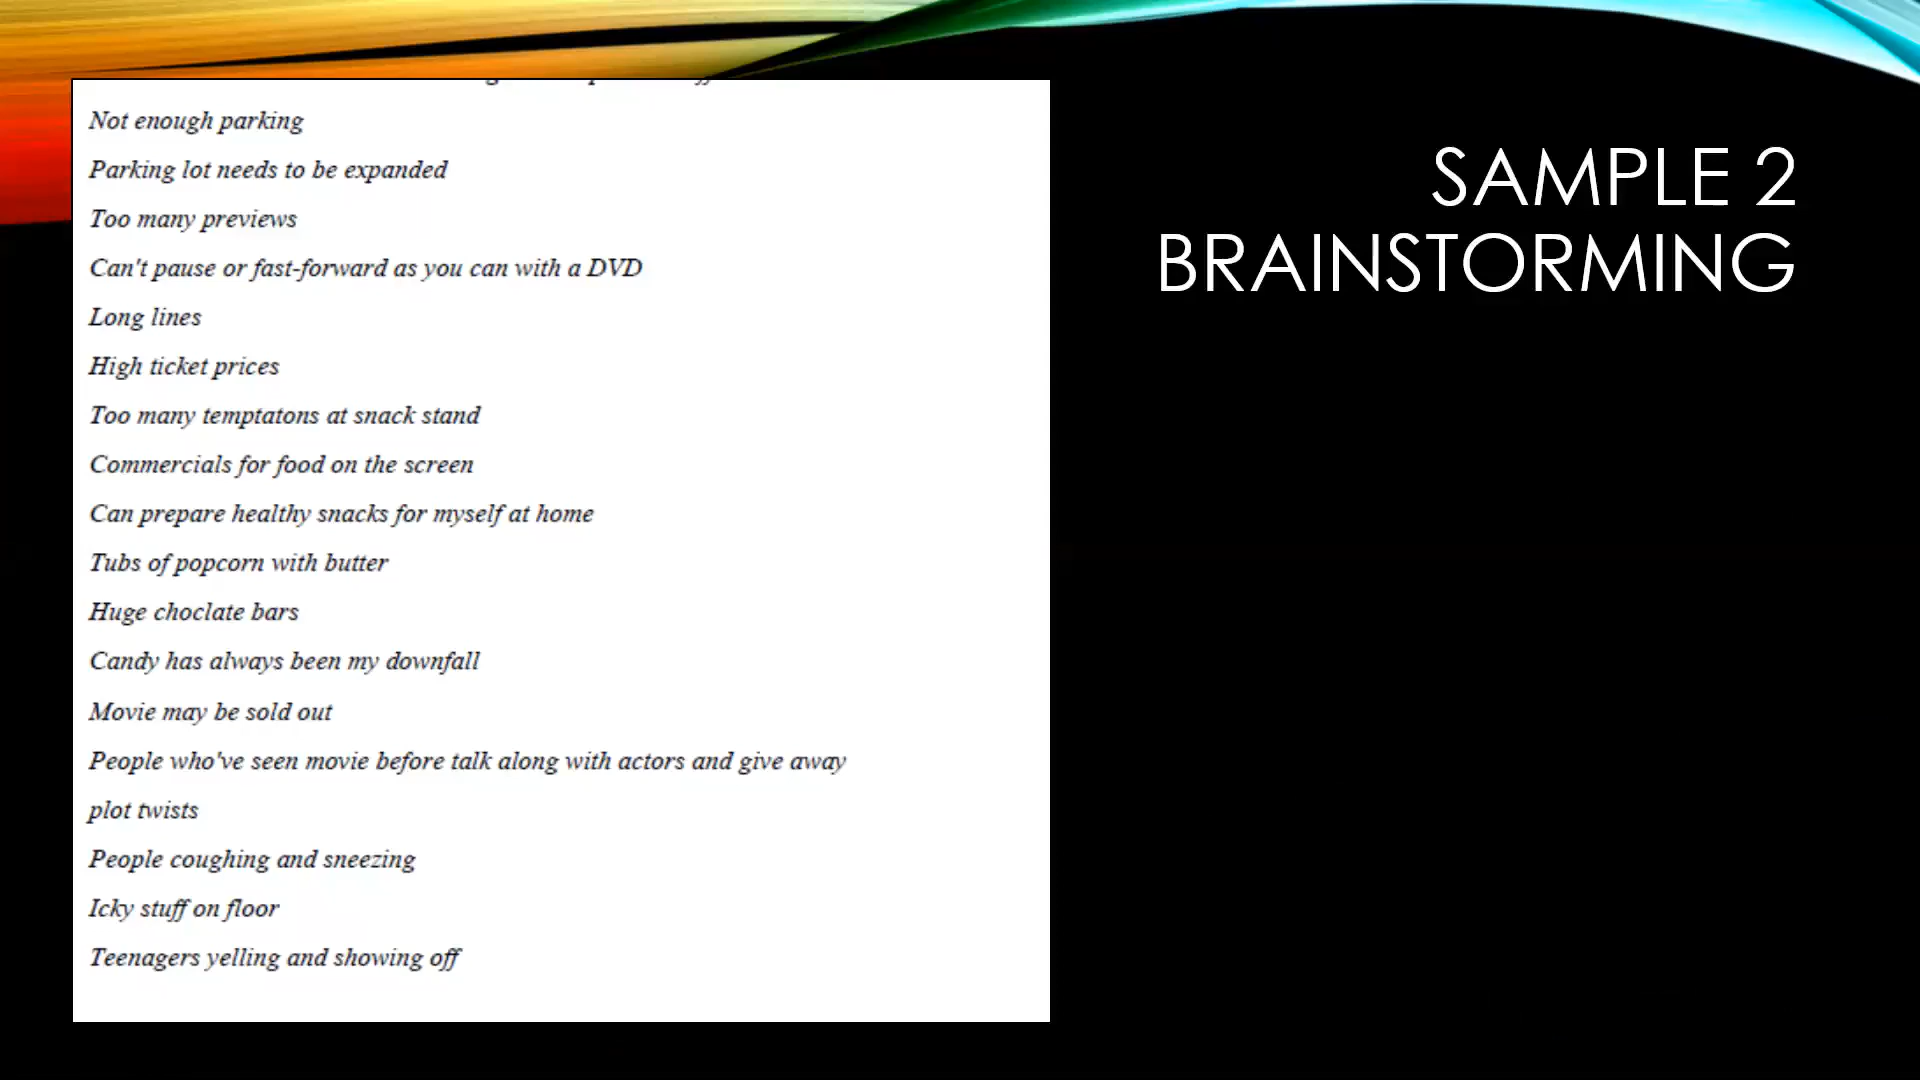 Not enough parking
Parking lot needs to be expanded
Too many previews
Can't pause or fast-forward as you can with a DVD
Long lines
High ticket prices
Too many temptatons at snack stand
Commercials for food on the screen
Can prepare healthy snacks for myself at home
Tubs of popcorn with butter
Huge choclate bars
Candy has always been my downfall
Movie may be sold out
People who've seen movie before talk along with actors and give away
plot twists
People coughing and sneezing
Icky stuff on floor
Teenagers yelling and showing off
SAMPLE 2
BRAINSTORMING